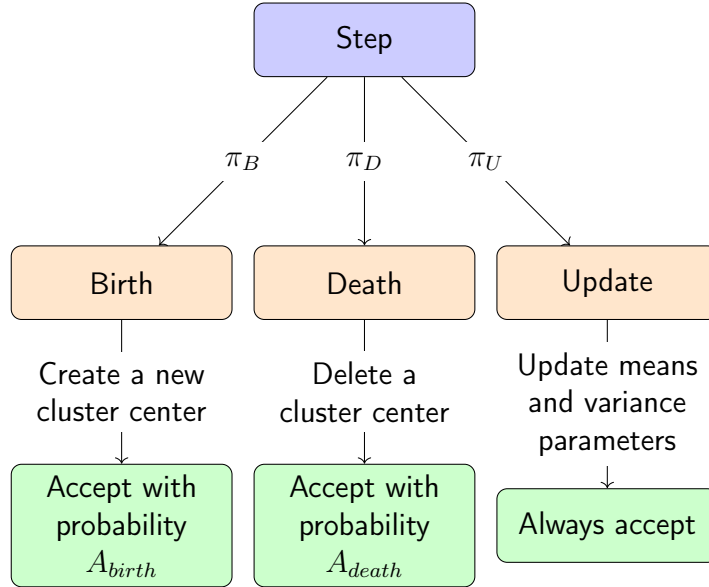 Step
π_B
π_D
π_U
Birth
Death
Update
Create a new
cluster center
Delete a
cluster center
Update means
and variance
parameters
Accept with
probability
A_birth
Accept with
probability
A_death
Always accept